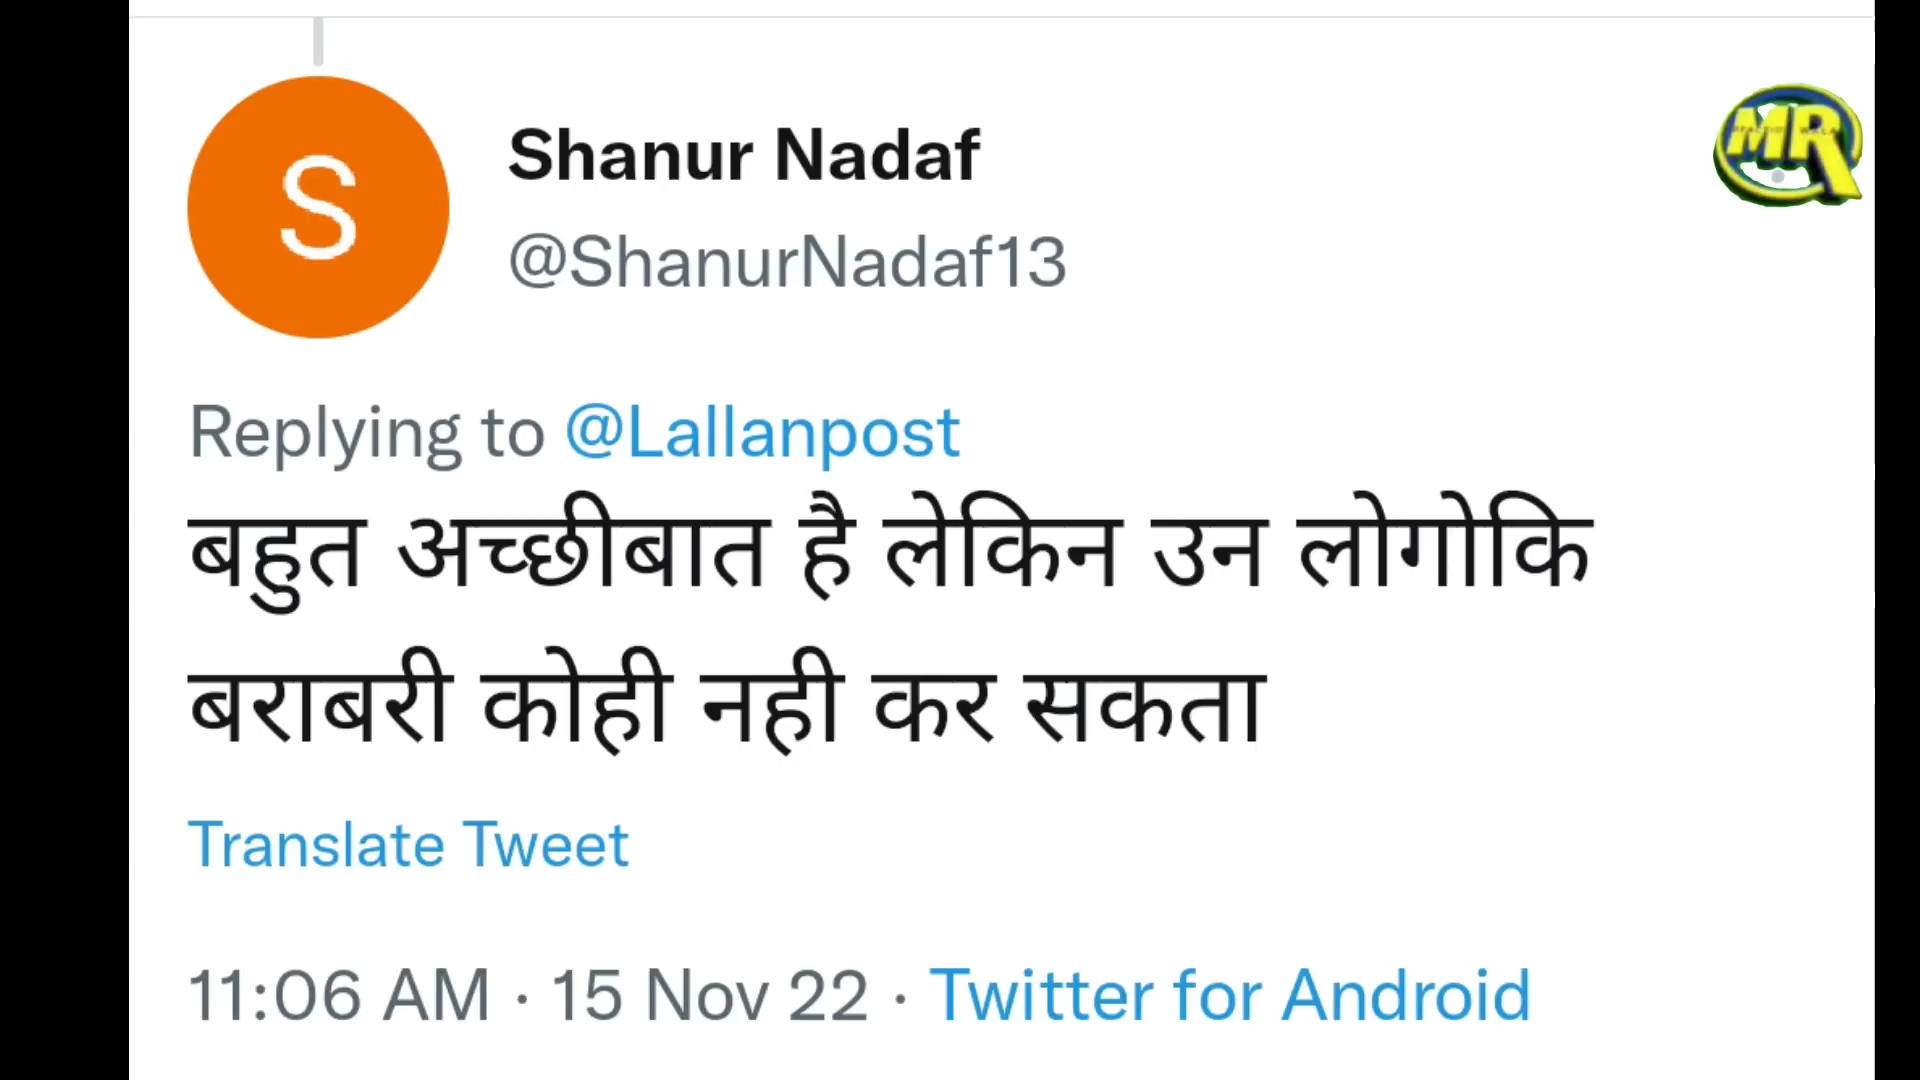 S
Shanur Nadaf
MR
@ShanurNadaf13
Replying to @Lallanpost
बहुत अच्छीबात है लेकिन उन लोगोकि
बराबरी कोही नही कर सकता
Translate Tweet
11:06 AM · 15 Nov 22 · Twitter for Android